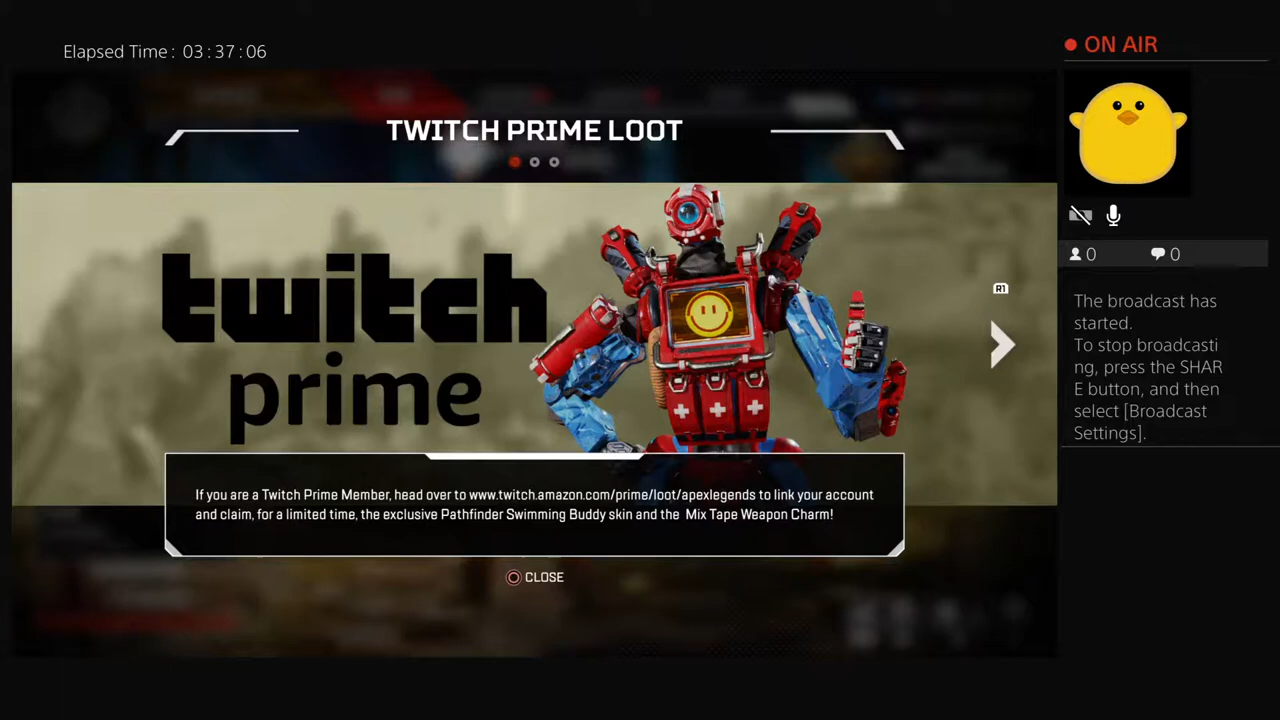 Elapsed Time: 03:37:06
ON AIR
TWITCH PRIME LOOT
twitch
prime
R1
0 0
The broadcast has
started.
To stop broadcasti
ng, press the SHAR
E button, and then
select [Broadcast
Settings].
If you are a Twitch Prime Member, head over to www.twitch.amazon.com/prime/loot/apexlegends to link your account
and claim, for a limited time, the exclusive Pathfinder Swimming Buddy skin and the Mix Tape Weapon Charm!
CLOSE